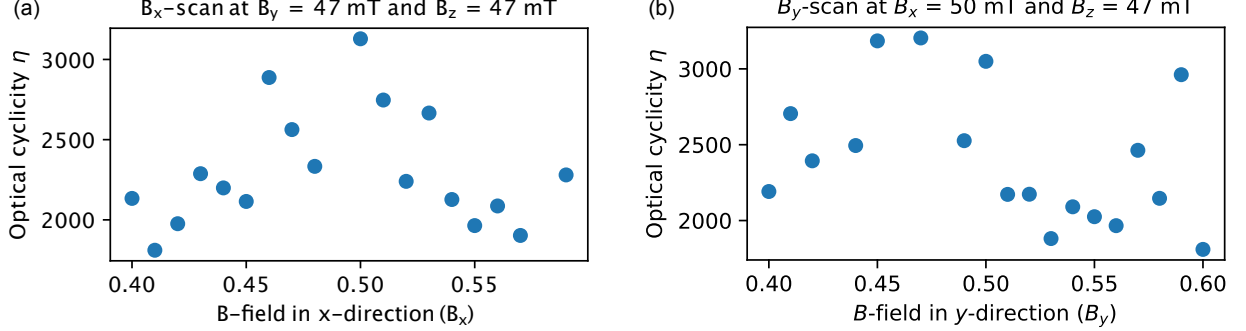 (a)
Bx-scan at By = 47 mT and Bz = 47 mT
Optical cyclicity η
3000
2500
2000
0.40 0.45 0.50 0.55
B-field in x-direction (Bx)
(b)
By-scan at Bx = 50 mT and Bz = 47 mT
Optical cyclicity η
3000
2500
2000
0.40 0.45 0.50 0.55 0.60
B-field in y-direction (By)